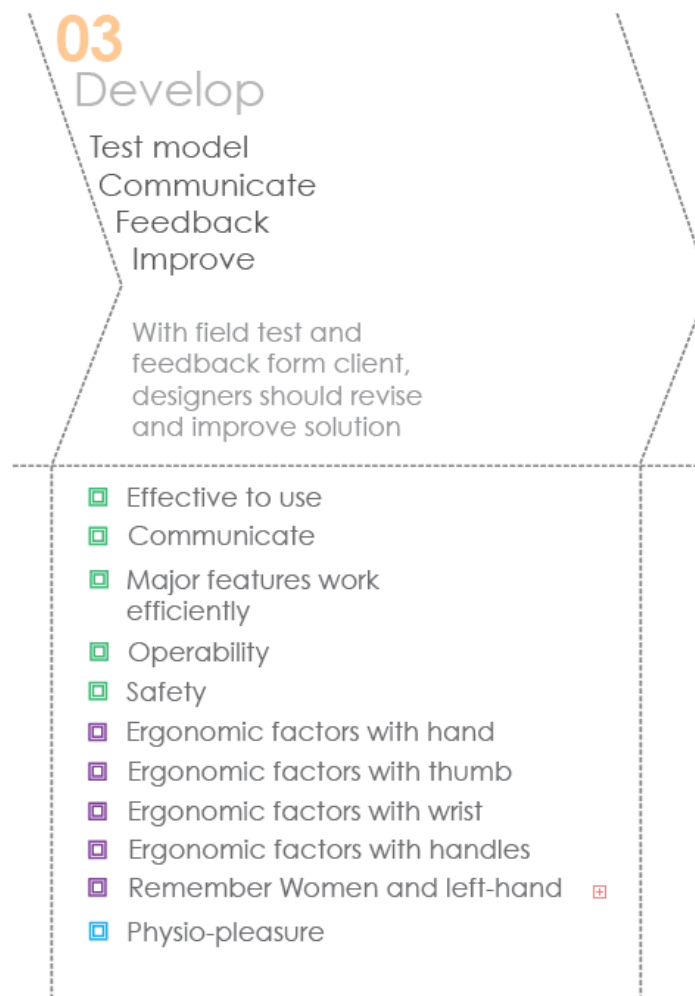 03
Develop
Test model
Communicate
Feedback
Improve
With field test and
feedback form client,
designers should revise
and improve solution
Effective to use
Communicate
Major features work
efficiently
Operability
Safety
Ergonomic factors with hand
Ergonomic factors with thumb
Ergonomic factors with wrist
Ergonomic factors with handles
Remember Women and left-hand
Physio-pleasure